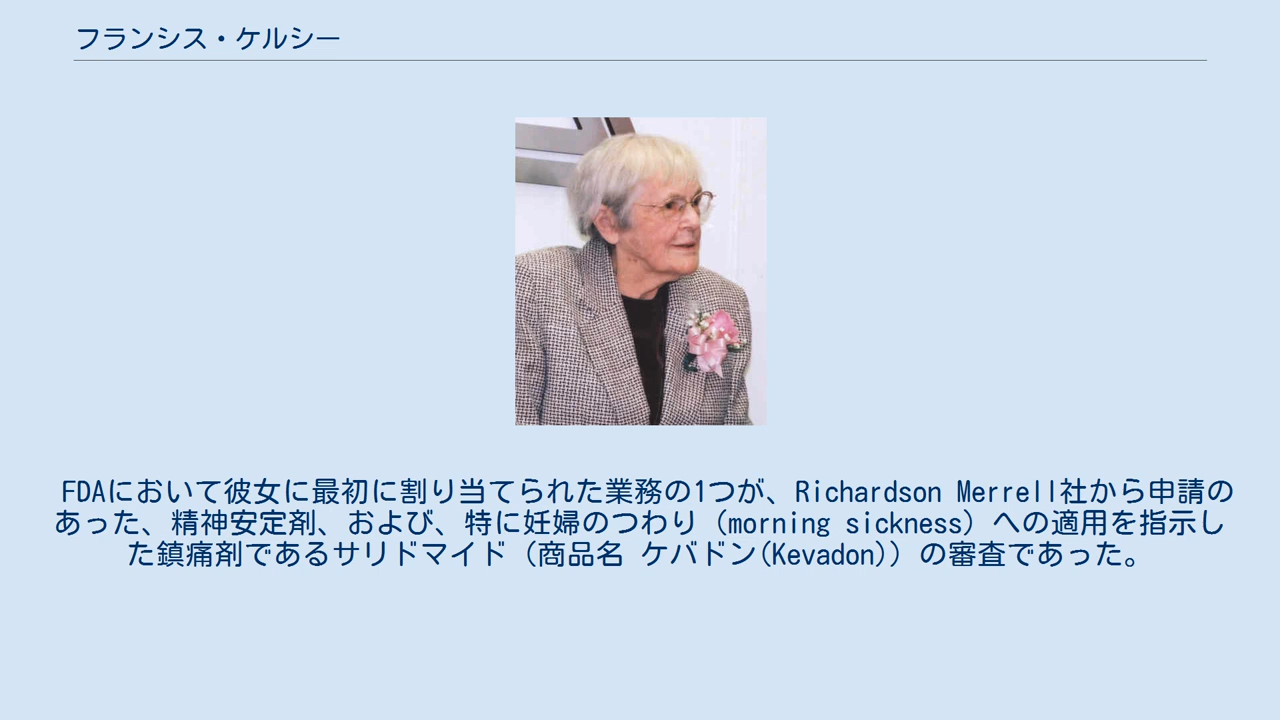 フランシス・ケルシー
FDAにおいて彼女に最初に割り当てられた業務の1つが、Richardson Merrell社から申請の
あった、精神安定剤、および、特に妊婦のつわり（morning sickness）への適用を指示し
た鎮痛剤であるサリドマイド（商品名 ケバドン(Kevadon)）の審査であった。